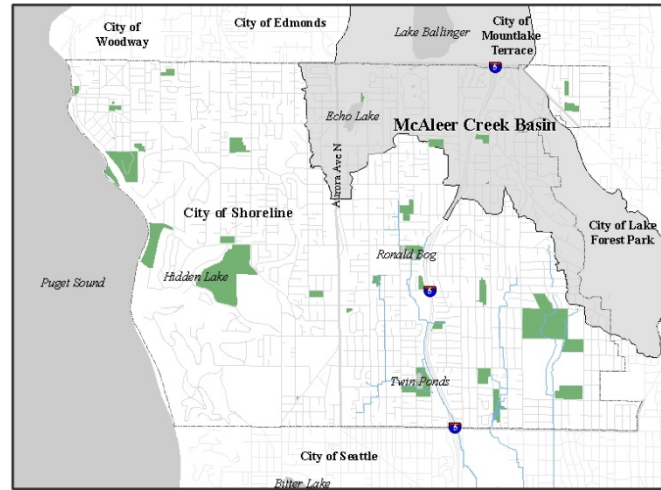 City of
Woodway
City of Edmonds
Lake Ballinger
City of
Mountlake
Terrace
5
Echo Lake
McAleer Creek Basin
Aurora Ave N
City of Shoreline
City of Lake
Forest Park
Ronald Bog
Puget Sound
Hidden Lake
5
Twin Ponds
5
City of Seattle
Bitter Lake